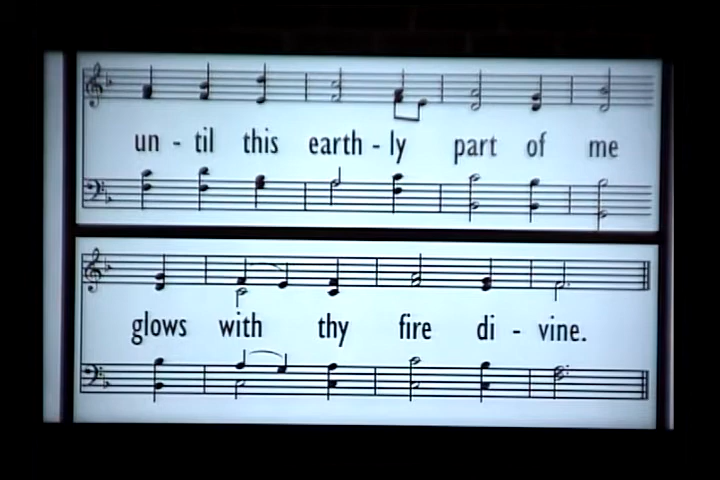 un - til this earth - ly part of me
glows with thy fire di - vine.